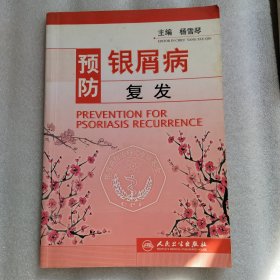 主编 杨雪琴
预防
银屑病
复发
PREVENTION FOR
PSORIASIS RECURRENCE
人民卫生出版社